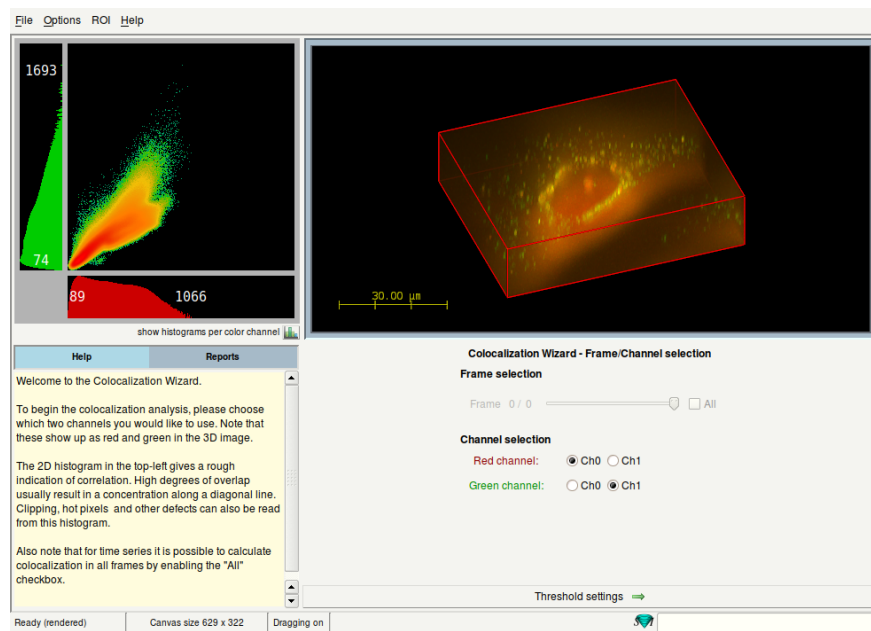 File Options ROI Help
1693
74
89 1066
30.00 µm
show histograms per color channel
Help Reports
Welcome to the Colocalization Wizard.
To begin the colocalization analysis, please choose
which two channels you would like to use. Note that
these show up as red and green in the 3D image.
The 2D histogram in the top-left gives a rough
indication of correlation. High degrees of overlap
usually result in a concentration along a diagonal line.
Clipping, hot pixels and other defects can also be read
from this histogram.
Also note that for time series it is possible to calculate
colocalization in all frames by enabling the "All"
checkbox.
Colocalization Wizard - Frame/Channel selection
Frame selection
Frame 0 / 0 All
Channel selection
Red channel: Ch0 Ch1
Green channel: Ch0 Ch1
Threshold settings
Ready (rendered) Canvas size 629 x 322 Dragging on